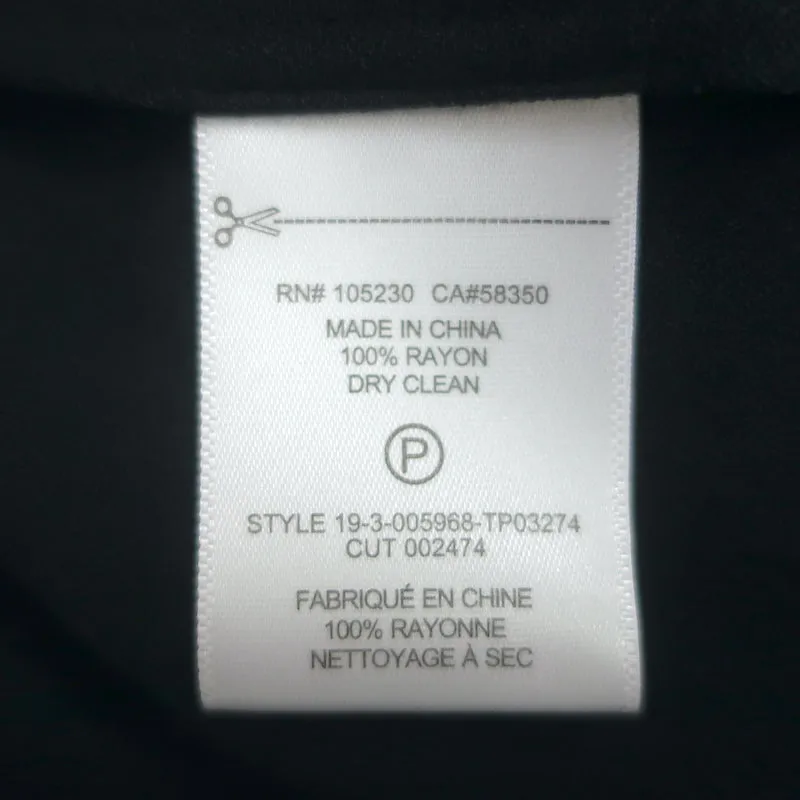 RN# 105230 CA#58350
MADE IN CHINA
100% RAYON
DRY CLEAN
P
STYLE 19-3-005968-TP03274
CUT 002474
FABRIQUÉ EN CHINE
100% RAYONNE
NETTOYAGE À SEC